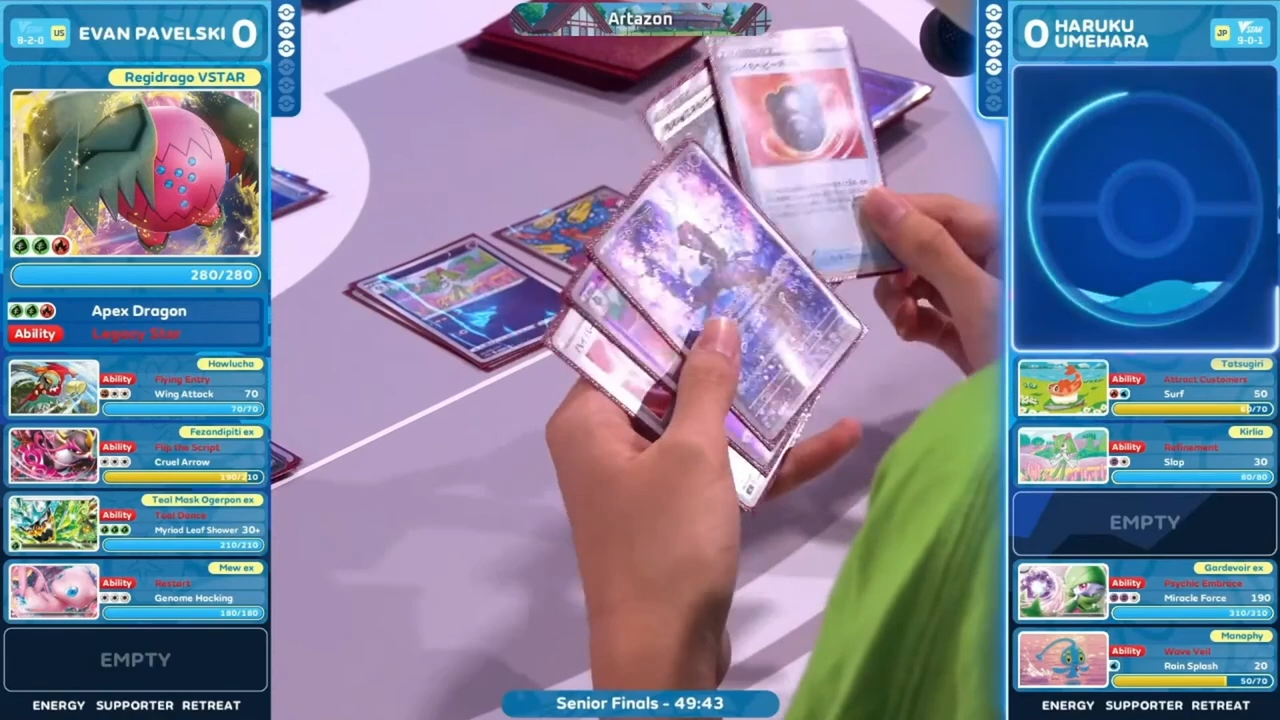 VSTAR
9-2-0
US
EVAN PAVELSKI 0
Regidrago VSTAR
280/280
Apex Dragon
Ability Legacy Star
Hawlucha
Ability Flying Entry
Wing Attack 70
70/70
Fezandipiti ex
Ability Flip the Script
Cruel Arrow
190/210
Teal Mask Ogerpon ex
Ability Teal Dance
Myriad Leaf Shower 30+
210/210
Mew ex
Ability Restart
Genome Hacking
180/180
EMPTY
ENERGY SUPPORTER RETREAT
Artazon
Senior Finals - 49:43
0 HARUKU
UMEHARA
JP
VSTAR
9-0-1
Tatsugiri
Ability Attract Customers
Surf 50
60/70
Kirlia
Ability Refinement
Slap 30
80/80
EMPTY
Gardevoir ex
Ability Psychic Embrace
Miracle Force 190
310/310
Manaphy
Ability Wave Veil
Rain Splash 20
50/70
ENERGY SUPPORTER RETREAT